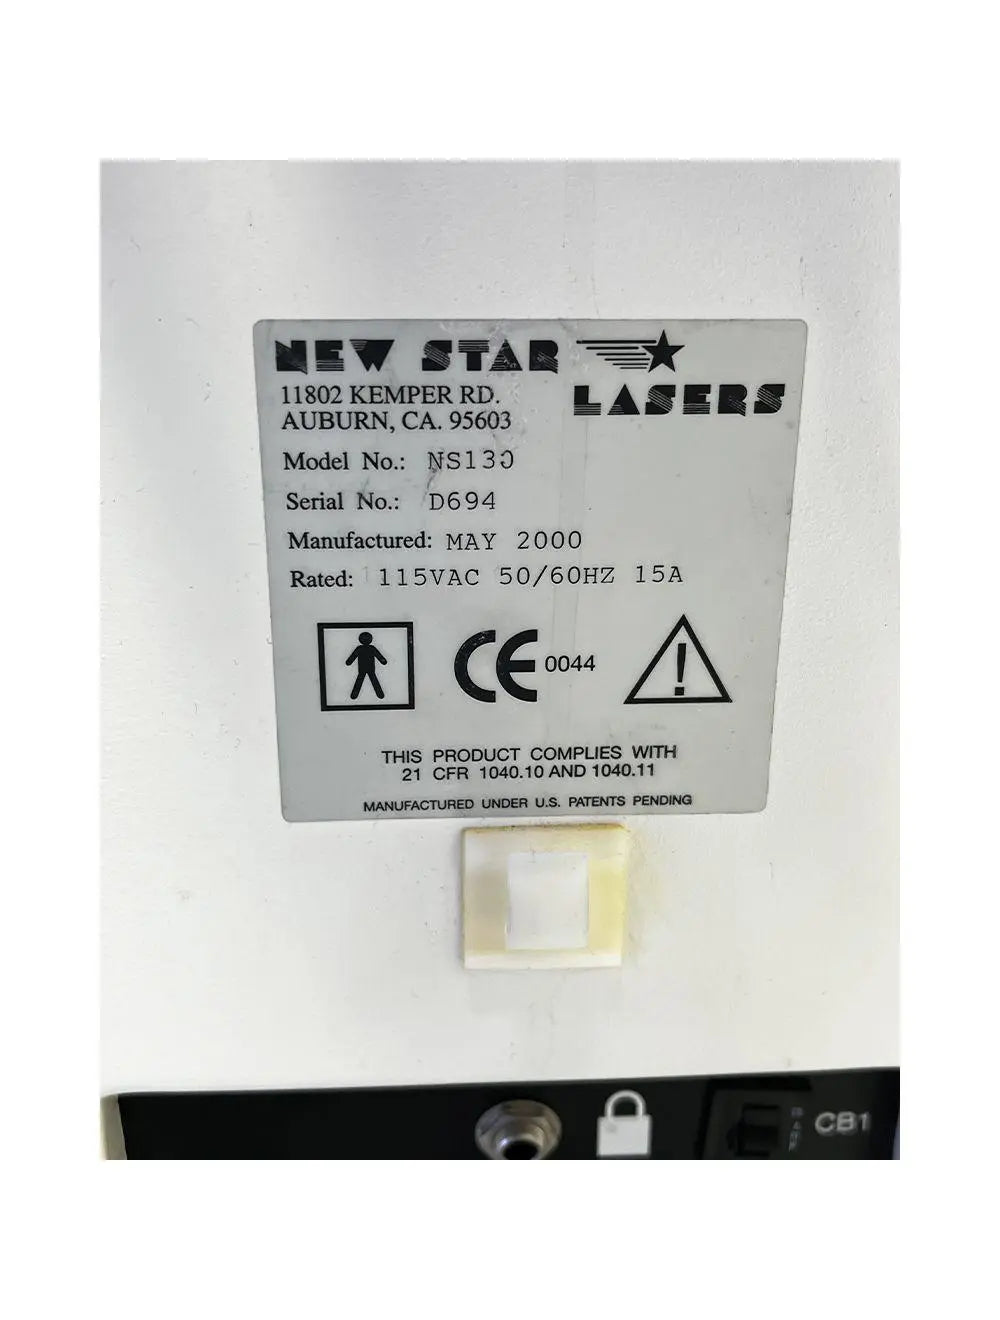 NEW STAR
LASERS
11802 KEMPER RD.
AUBURN, CA. 95603
Model No.: NS130
Serial No.: D694
Manufactured: MAY 2000
Rated: 115VAC 50/60HZ 15A
CE 0044
!
THIS PRODUCT COMPLIES WITH
21 CFR 1040.10 AND 1040.11
MANUFACTURED UNDER U.S. PATENTS PENDING
CB1